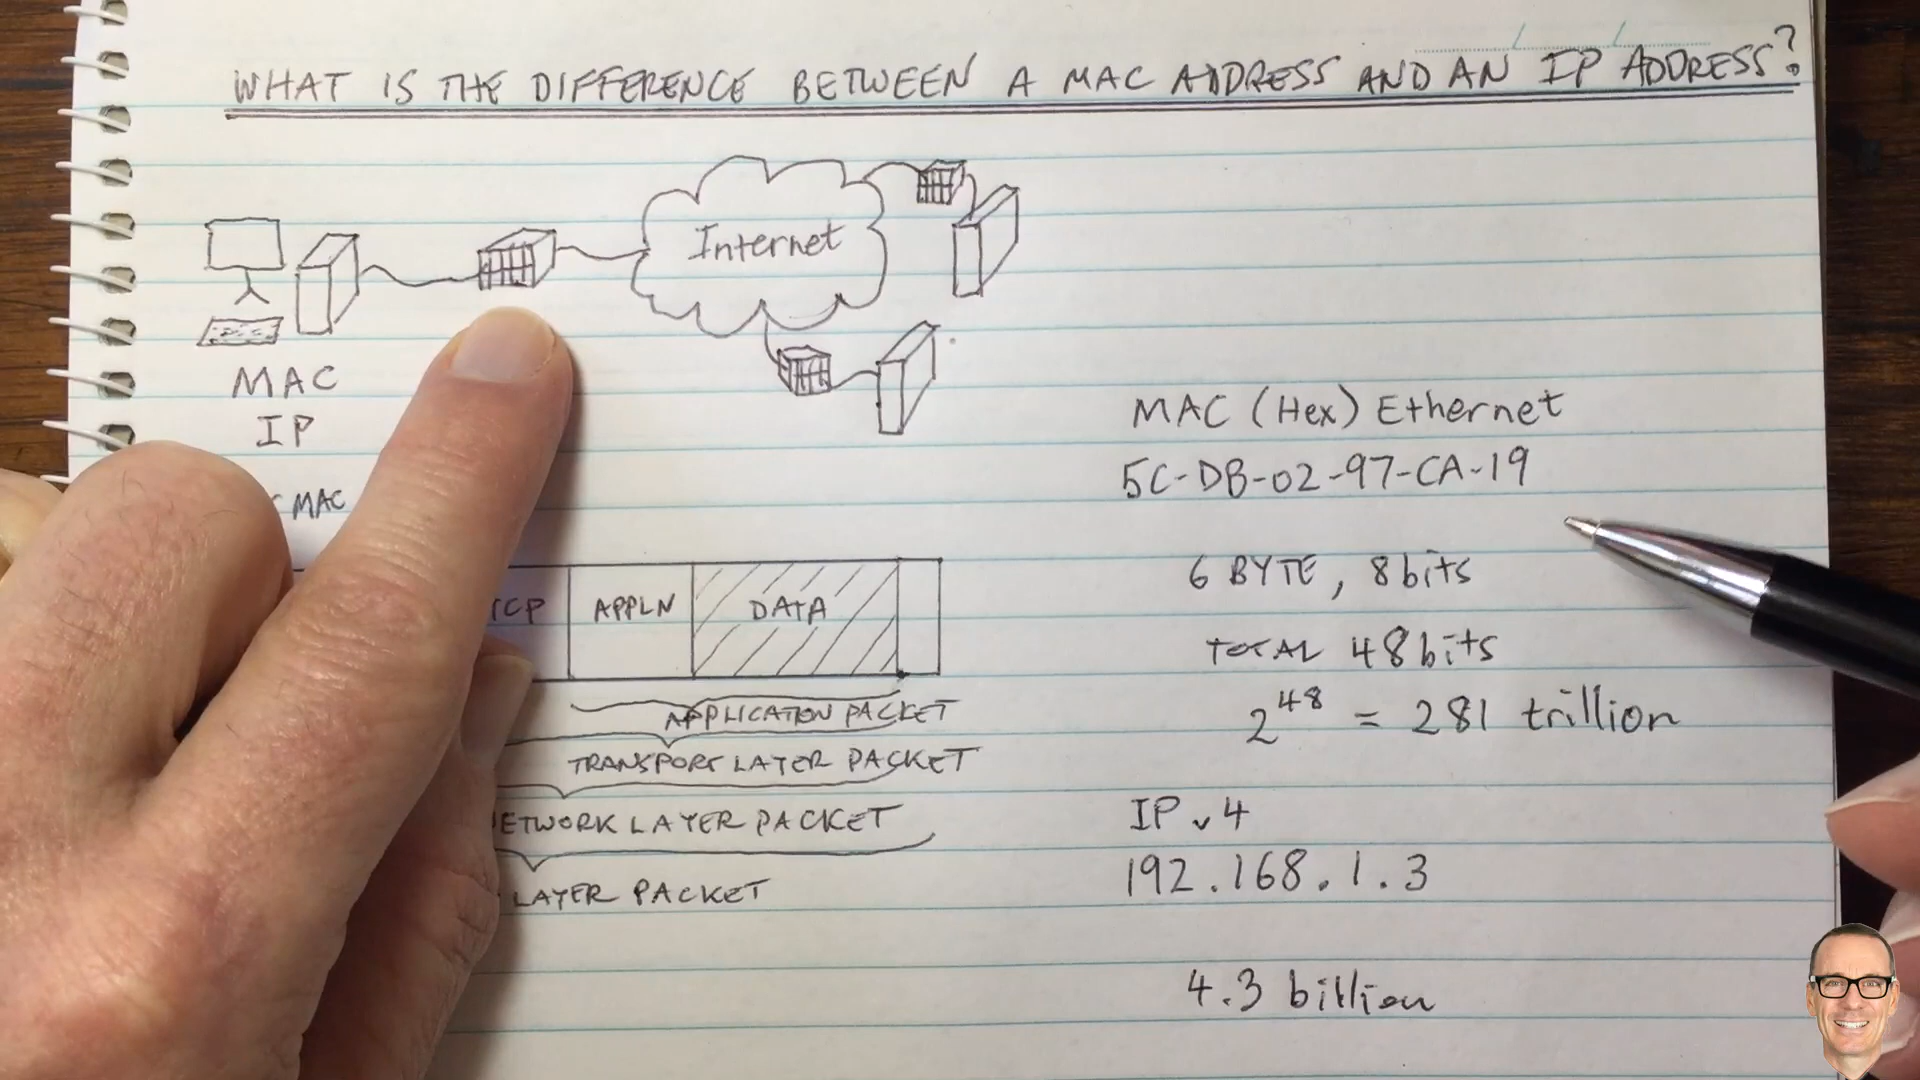 WHAT IS THE DIFFERENCE BETWEEN A MAC ADDRESS AND AN IP ADDRESS?
Internet
MAC
IP
MAC
MAC (Hex) Ethernet
5C-DB-02-97-CA-19
TCP APPLN DATA
6 BYTE, 8 bits
TOTAL 48 bits
2^48 = 281 trillion
APPLICATION PACKET
TRANSPORT LAYER PACKET
ETWORK LAYER PACKET
LAYER PACKET
IP v 4
192.168.1.3
4.3 billion